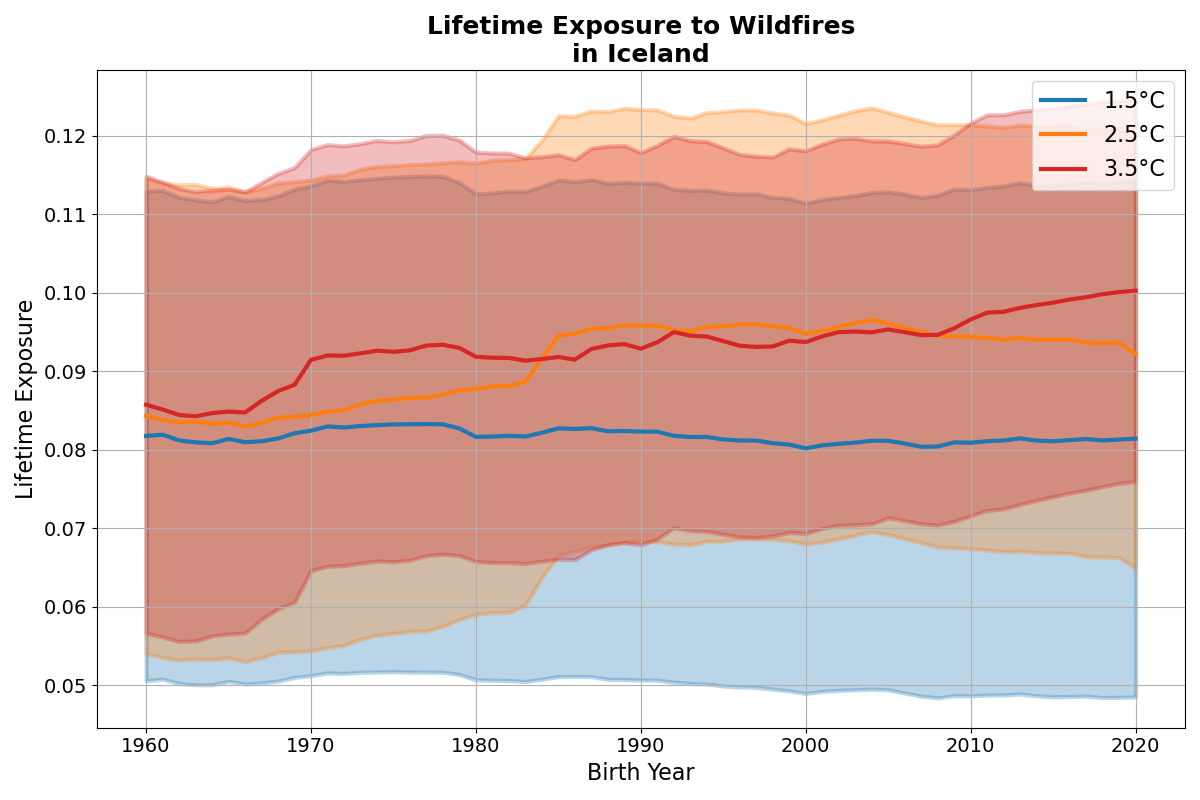 Lifetime Exposure to Wildfires
in Iceland
1.5°C
2.5°C
3.5°C
Lifetime Exposure
0.12
0.11
0.10
0.09
0.08
0.07
0.06
0.05
1960 1970 1980 1990 2000 2010 2020
Birth Year